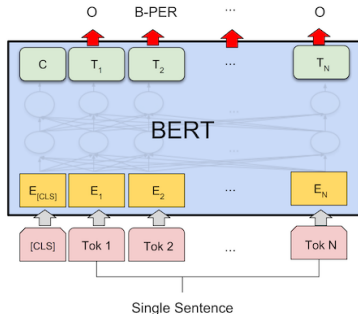 O B-PER ... O
C T1 T2 ... TN
BERT
E[CLS] E1 E2 ... EN
[CLS] Tok 1 Tok 2 ... Tok N
Single Sentence